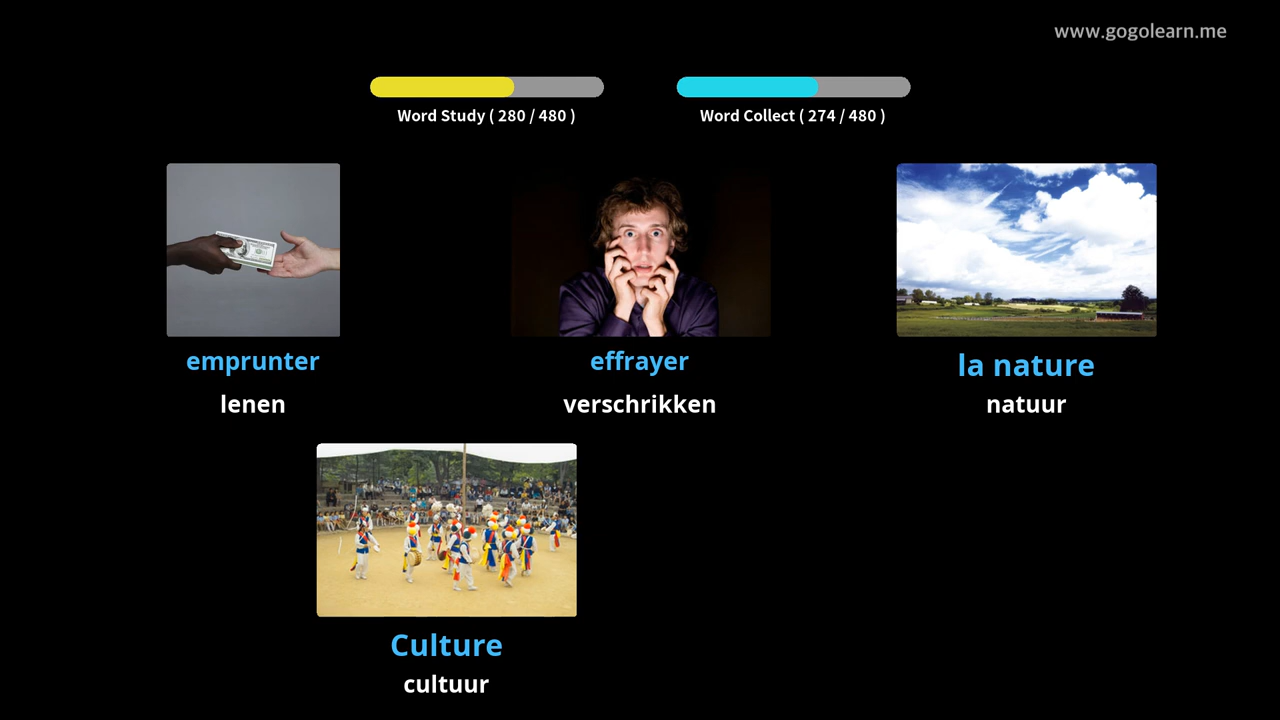 www.gogolearn.me
Word Study ( 280 / 480 )
Word Collect ( 274 / 480 )
emprunter
effrayer
la nature
lenen
verschrikken
natuur
Culture
cultuur